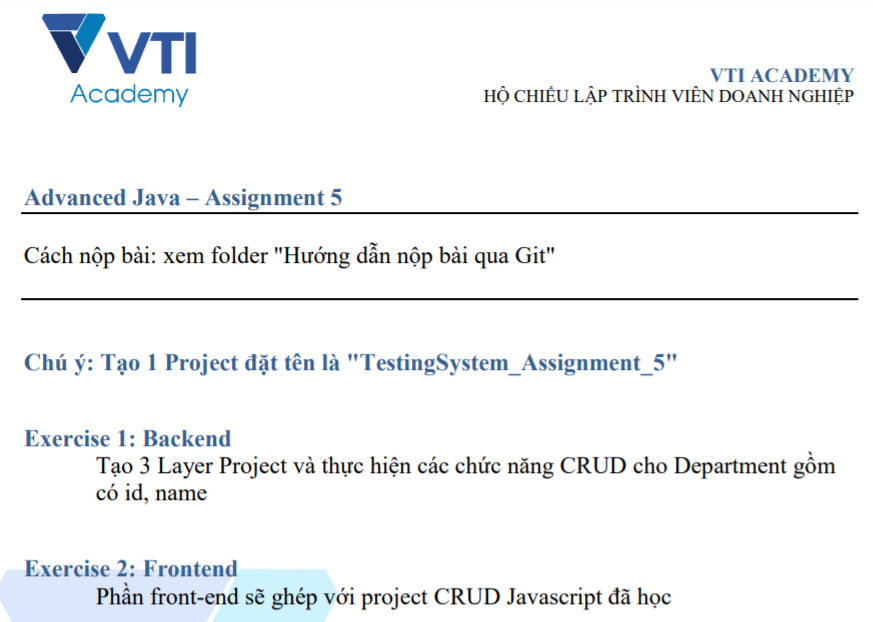 VTI
Academy
VTI ACADEMY
HỘ CHIẾU LẬP TRÌNH VIÊN DOANH NGHIỆP
Advanced Java – Assignment 5
Cách nộp bài: xem folder "Hướng dẫn nộp bài qua Git"
Chú ý: Tạo 1 Project đặt tên là "TestingSystem_Assignment_5"
Exercise 1: Backend
Tạo 3 Layer Project và thực hiện các chức năng CRUD cho Department gồm
có id, name
Exercise 2: Frontend
Phần front-end sẽ ghép với project CRUD Javascript đã học